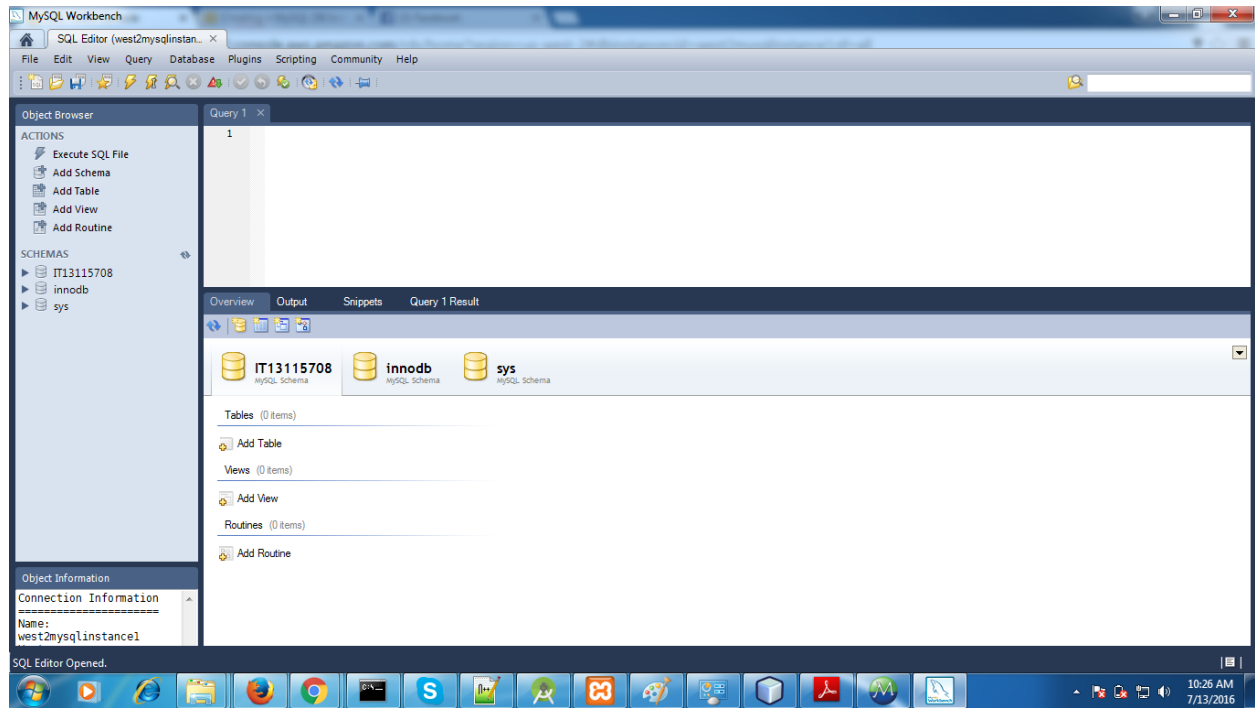 MySQL Workbench
SQL Editor (west2mysqlinstan..
File Edit View Query Database Plugins Scripting Community Help
Object Browser
Query 1
ACTIONS
1
Execute SQL File
Add Schema
Add Table
Add View
Add Routine
SCHEMAS
IT13115708
innodb
sys
Overview Output Snippets Query 1 Result
IT13115708
MySQL Schema
innodb
MySQL Schema
sys
MySQL Schema
Tables (0 items)
Add Table
Views (0 items)
Add View
Routines (0 items)
Add Routine
Object Information
Connection Information
======================
Name:
west2mysqlinstance1
SQL Editor Opened.
10:26 AM
7/13/2016